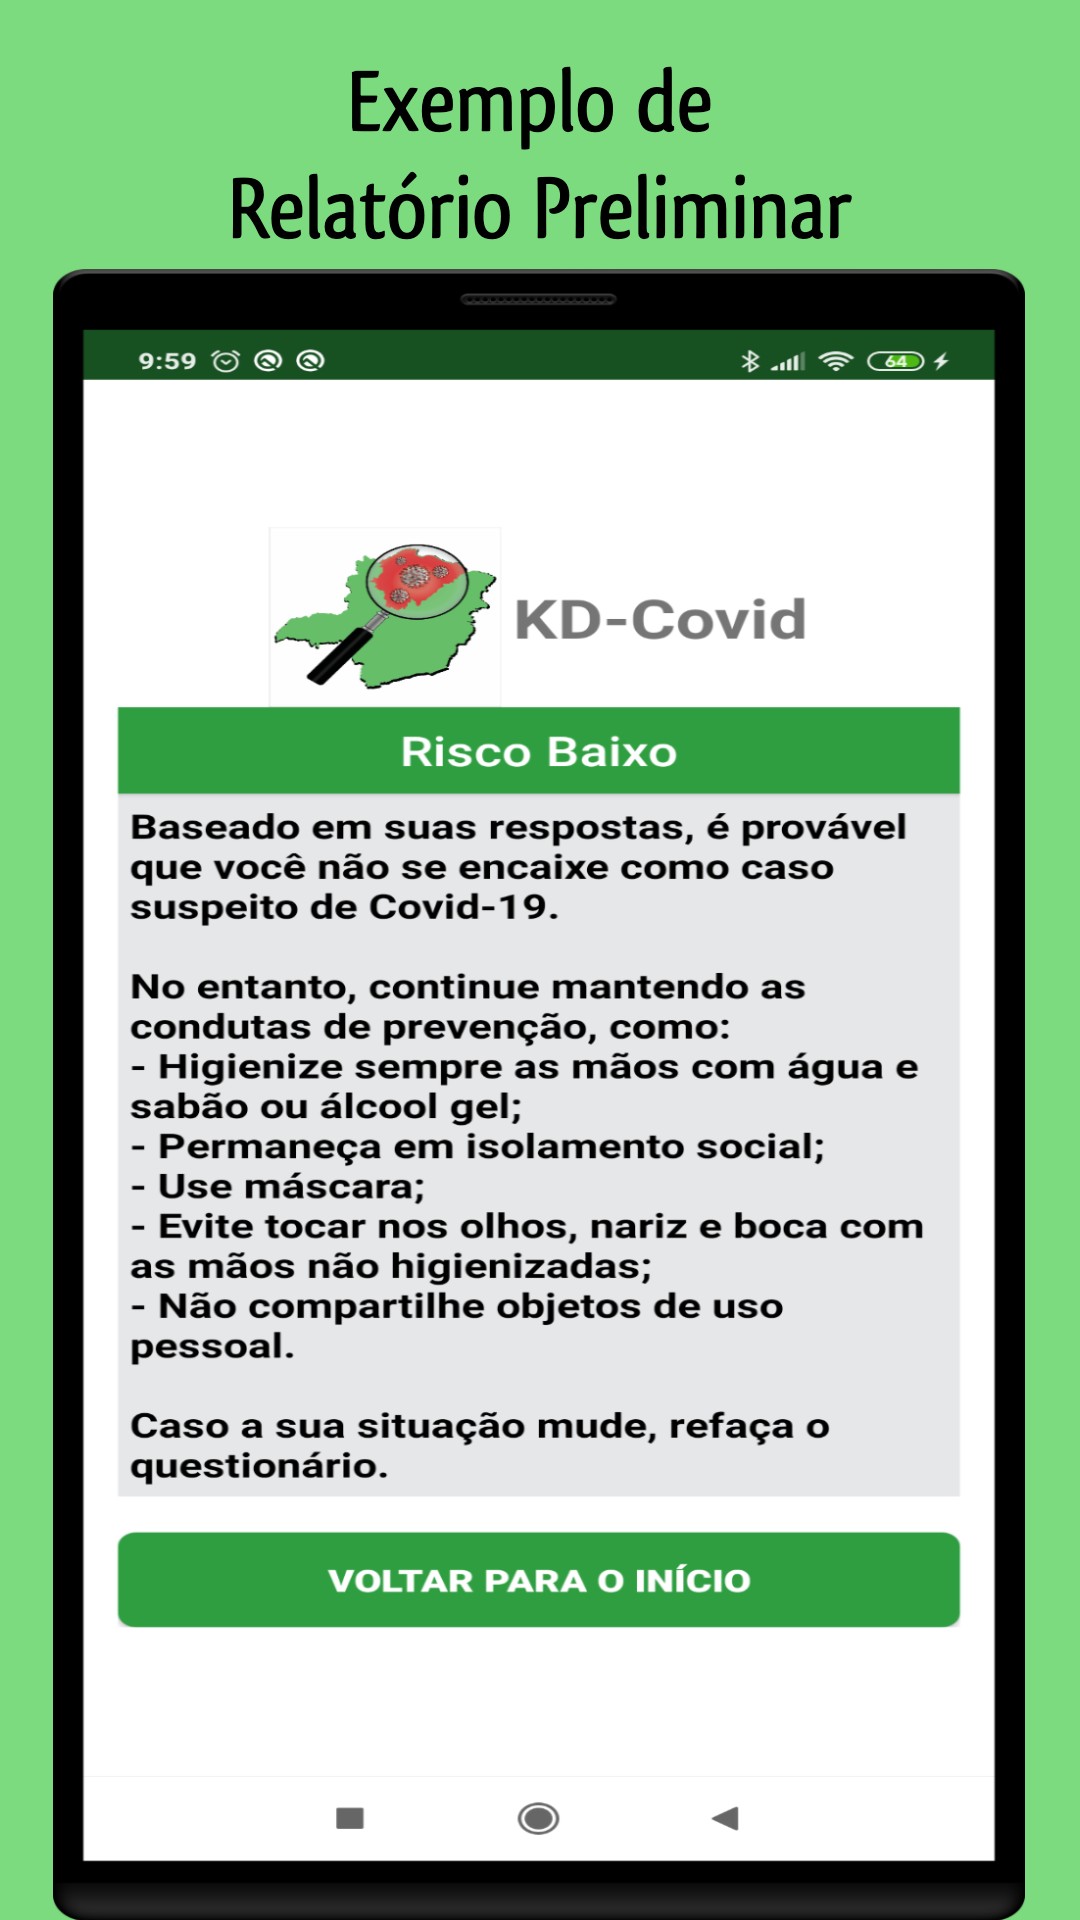 Exemplo de
Relatório Preliminar
9:59
64
KD-Covid
Risco Baixo
Baseado em suas respostas, é provável
que você não se encaixe como caso
suspeito de Covid-19.
No entanto, continue mantendo as
condutas de prevenção, como:
- Higienize sempre as mãos com água e
sabão ou álcool gel;
- Permaneça em isolamento social;
- Use máscara;
- Evite tocar nos olhos, nariz e boca com
as mãos não higienizadas;
- Não compartilhe objetos de uso
pessoal.
Caso a sua situação mude, refaça o
questionário.
VOLTAR PARA O INÍCIO